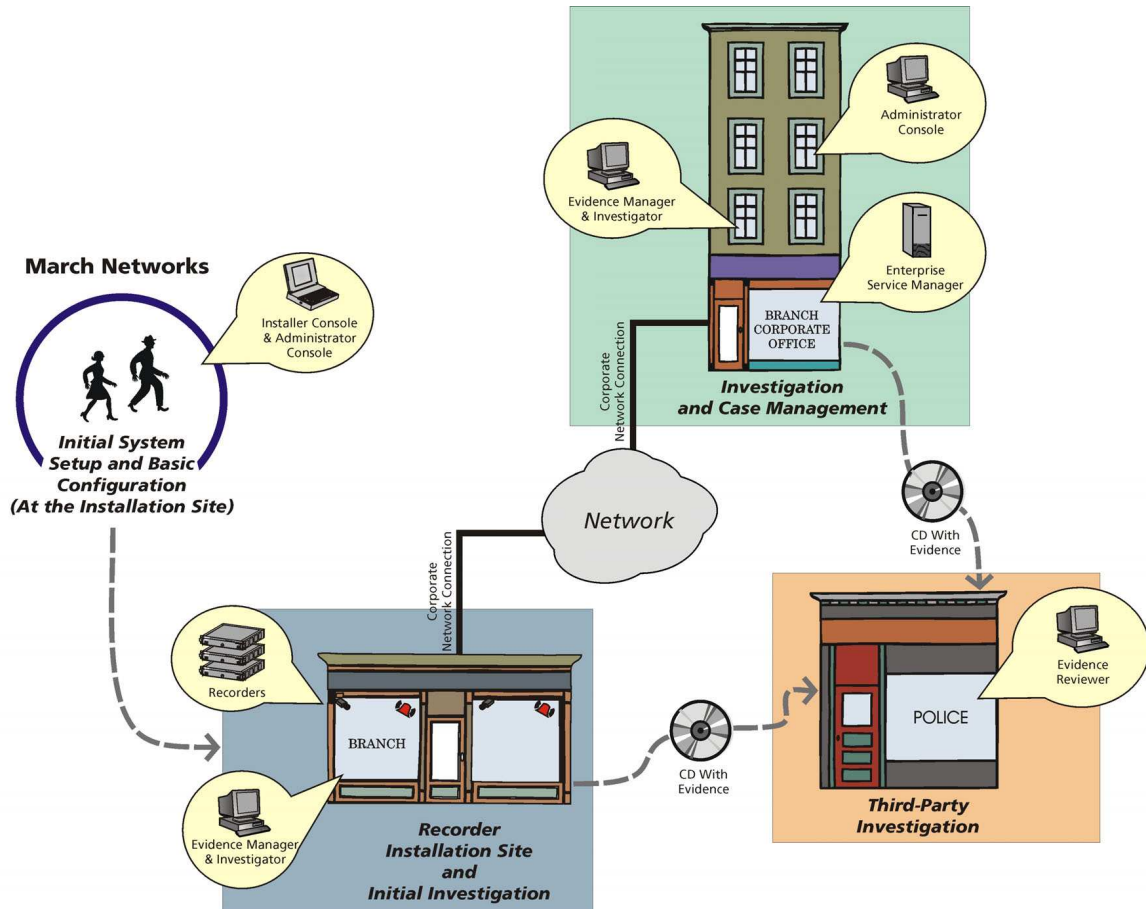 March Networks
Installer Console
& Administrator
Console
Initial System
Setup and Basic
Configuration
(At the Installation Site)
Administrator
Console
Evidence Manager
& Investigator
Enterprise
Service Manager
BRANCH
CORPORATE
OFFICE
Investigation
and Case Management
Corporate
Network Connection
Network
Corporate
Network Connection
CD With
Evidence
Recorders
BRANCH
Evidence Manager
& Investigator
Recorder
Installation Site
and
Initial Investigation
CD With
Evidence
Evidence
Reviewer
POLICE
Third-Party
Investigation